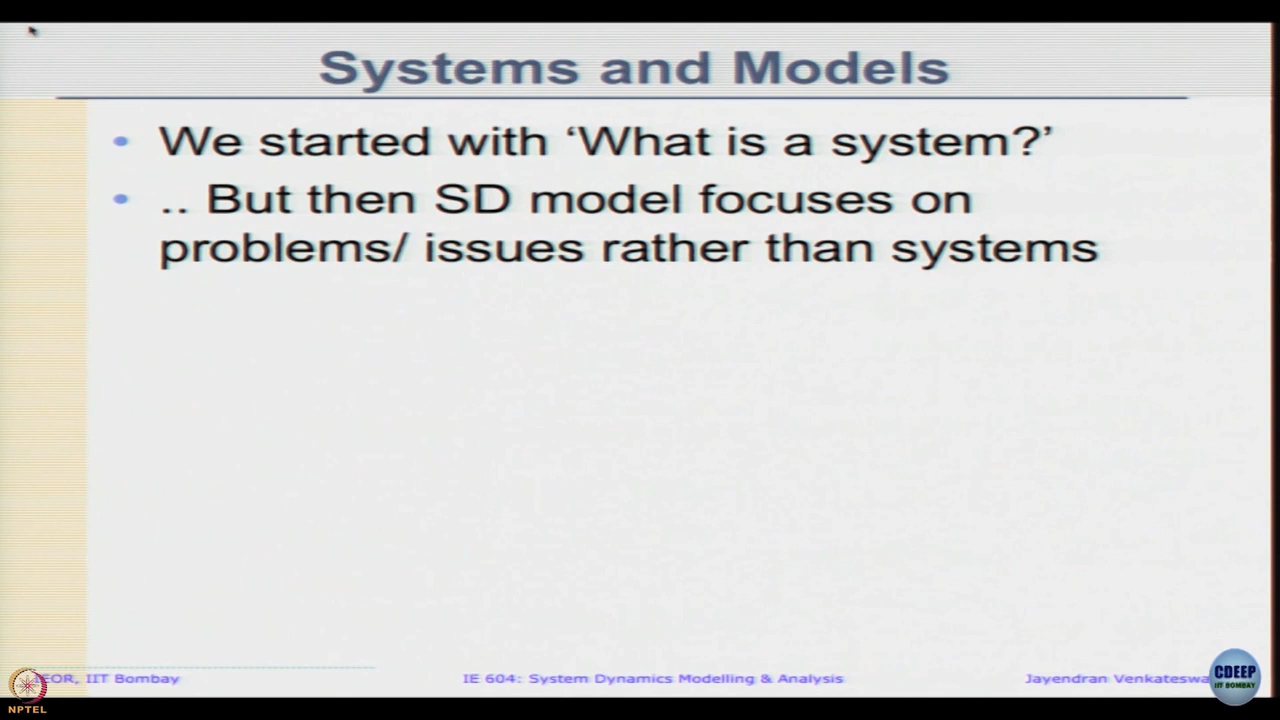 Systems and Models
• We started with ‘What is a system?’
• .. But then SD model focuses on
problems/ issues rather than systems
IEOR, IIT Bombay
IE 604: System Dynamics Modelling & Analysis
Jayendran Venkateswa
CDEEP
IIT BOMBAY
NPTEL